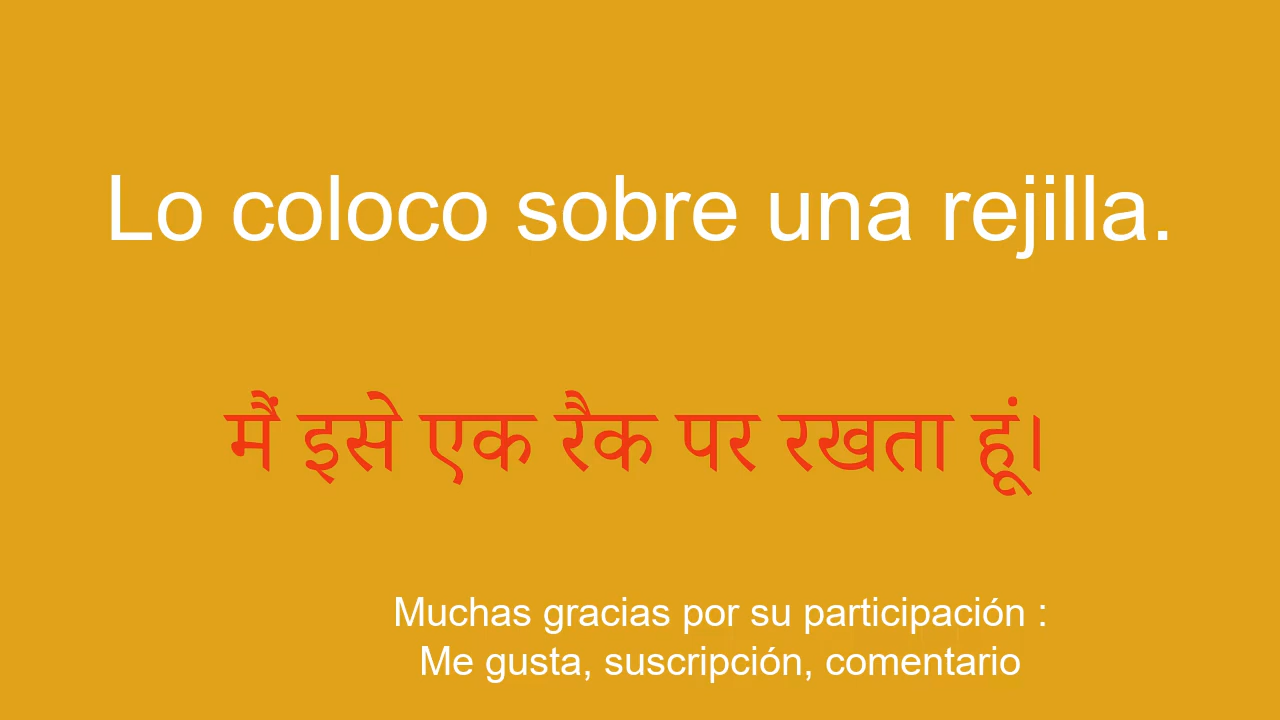 Lo coloco sobre una rejilla.
मैं इसे एक रैक पर रखता हूं।
Muchas gracias por su participación :
Me gusta, suscripción, comentario